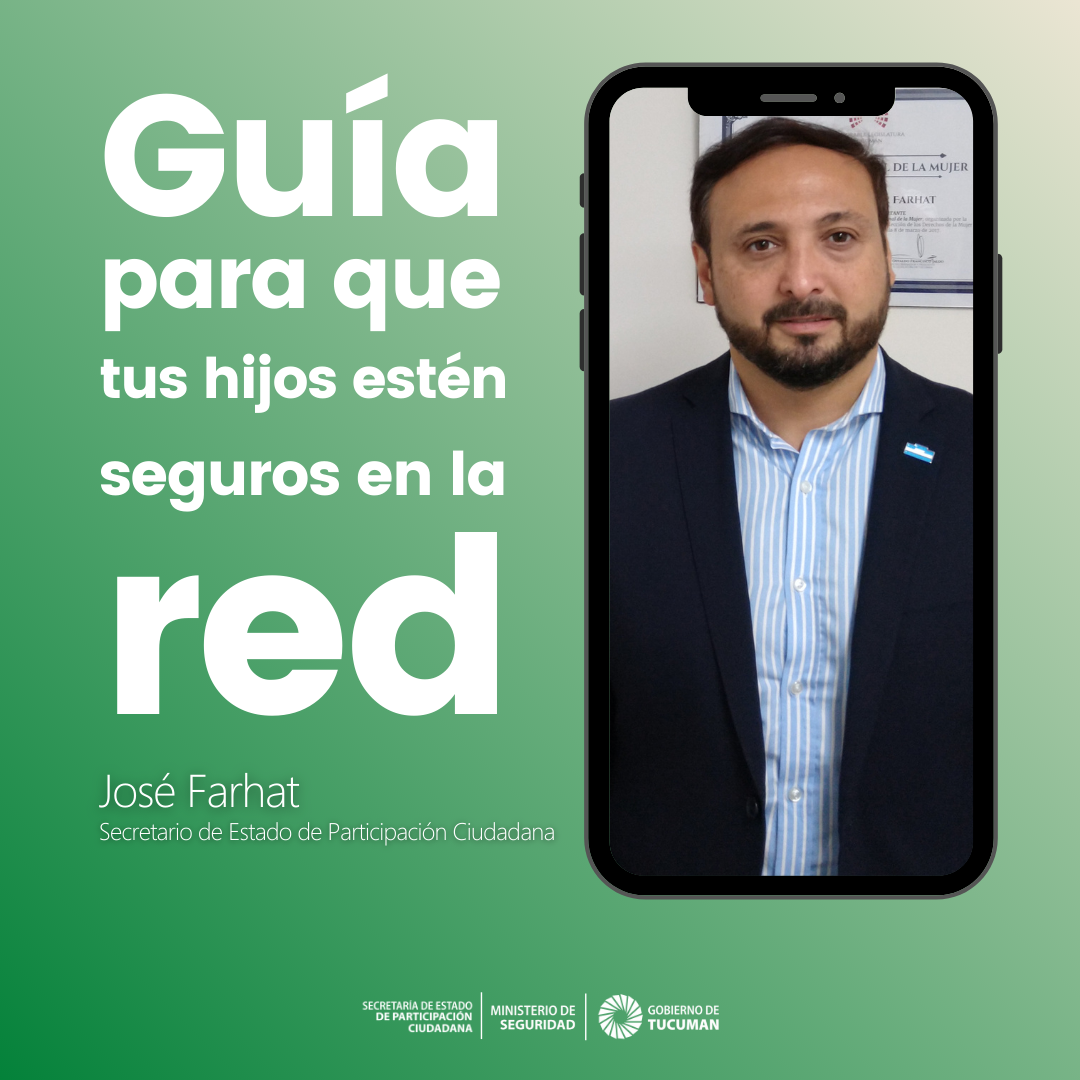 Guía
para que
tus hijos estén
seguros en la
red
José Farhat
Secretario de Estado de Participación Ciudadana
DE LA MUJER
FARHAT
SECRETARÍA DE ESTADO
DE PARTICIPACIÓN
CIUDADANA
MINISTERIO DE
SEGURIDAD
GOBIERNO DE
TUCUMAN